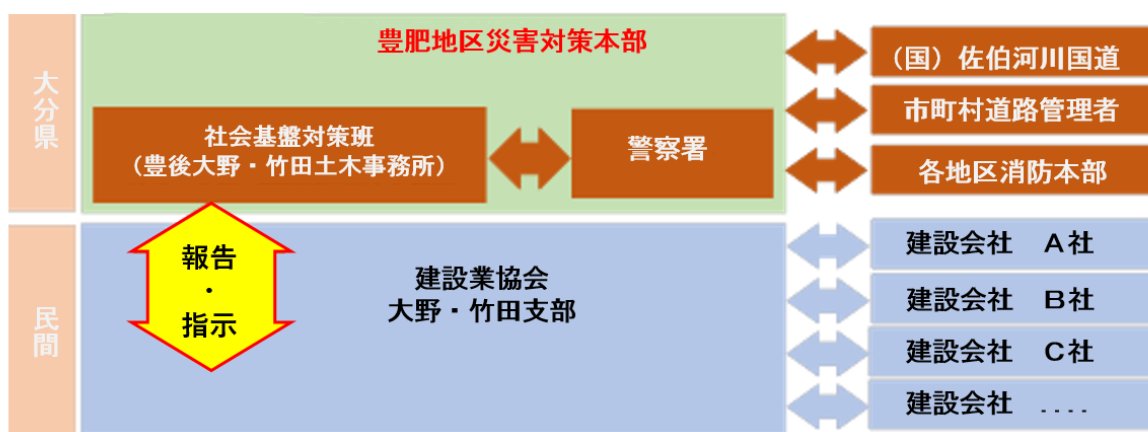 大分県
豊肥地区災害対策本部
社会基盤対策班
（豊後大野・竹田土木事務所）
警察署
（国）佐伯河川国道
市町村道路管理者
各地区消防本部
民間
報告
・
指示
建設業協会
大野・竹田支部
建設会社　A社
建設会社　B社
建設会社　C社
建設会社　....